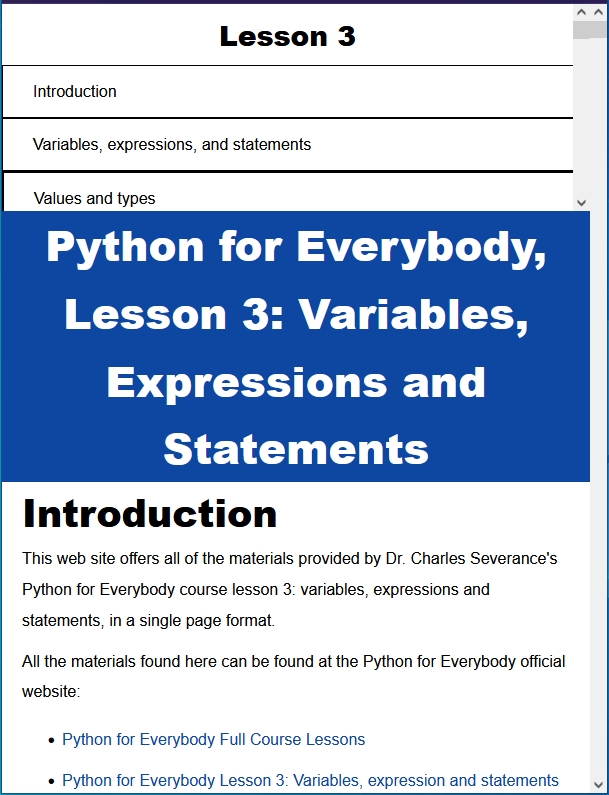 Lesson 3
Introduction
Variables, expressions, and statements
Values and types
Python for Everybody,
Lesson 3: Variables,
Expressions and
Statements
Introduction
This web site offers all of the materials provided by Dr. Charles Severance's
Python for Everybody course lesson 3: variables, expressions and
statements, in a single page format.
All the materials found here can be found at the Python for Everybody official
website:
• Python for Everybody Full Course Lessons
• Python for Everybody Lesson 3: Variables, expression and statements